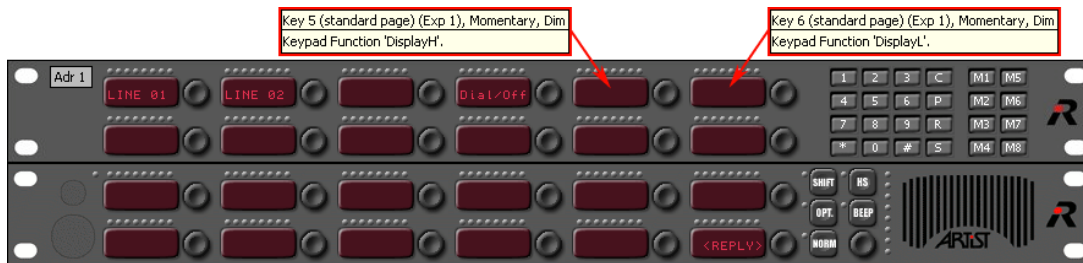 Key 5 (standard page) (Exp 1), Momentary, Dim
Keypad Function 'DisplayH'.
Key 6 (standard page) (Exp 1), Momentary, Dim
Keypad Function 'DisplayL'.
Adr 1
LINE 01 LINE 02 Dial/Off
1 2 3 C M1 M5
4 5 6 P M2 M6
7 8 9 R M3 M7
* 0 # S M4 M8
R
SHIFT HS
OPT. BEEP
<REPLY> NORM
ARTIST
R